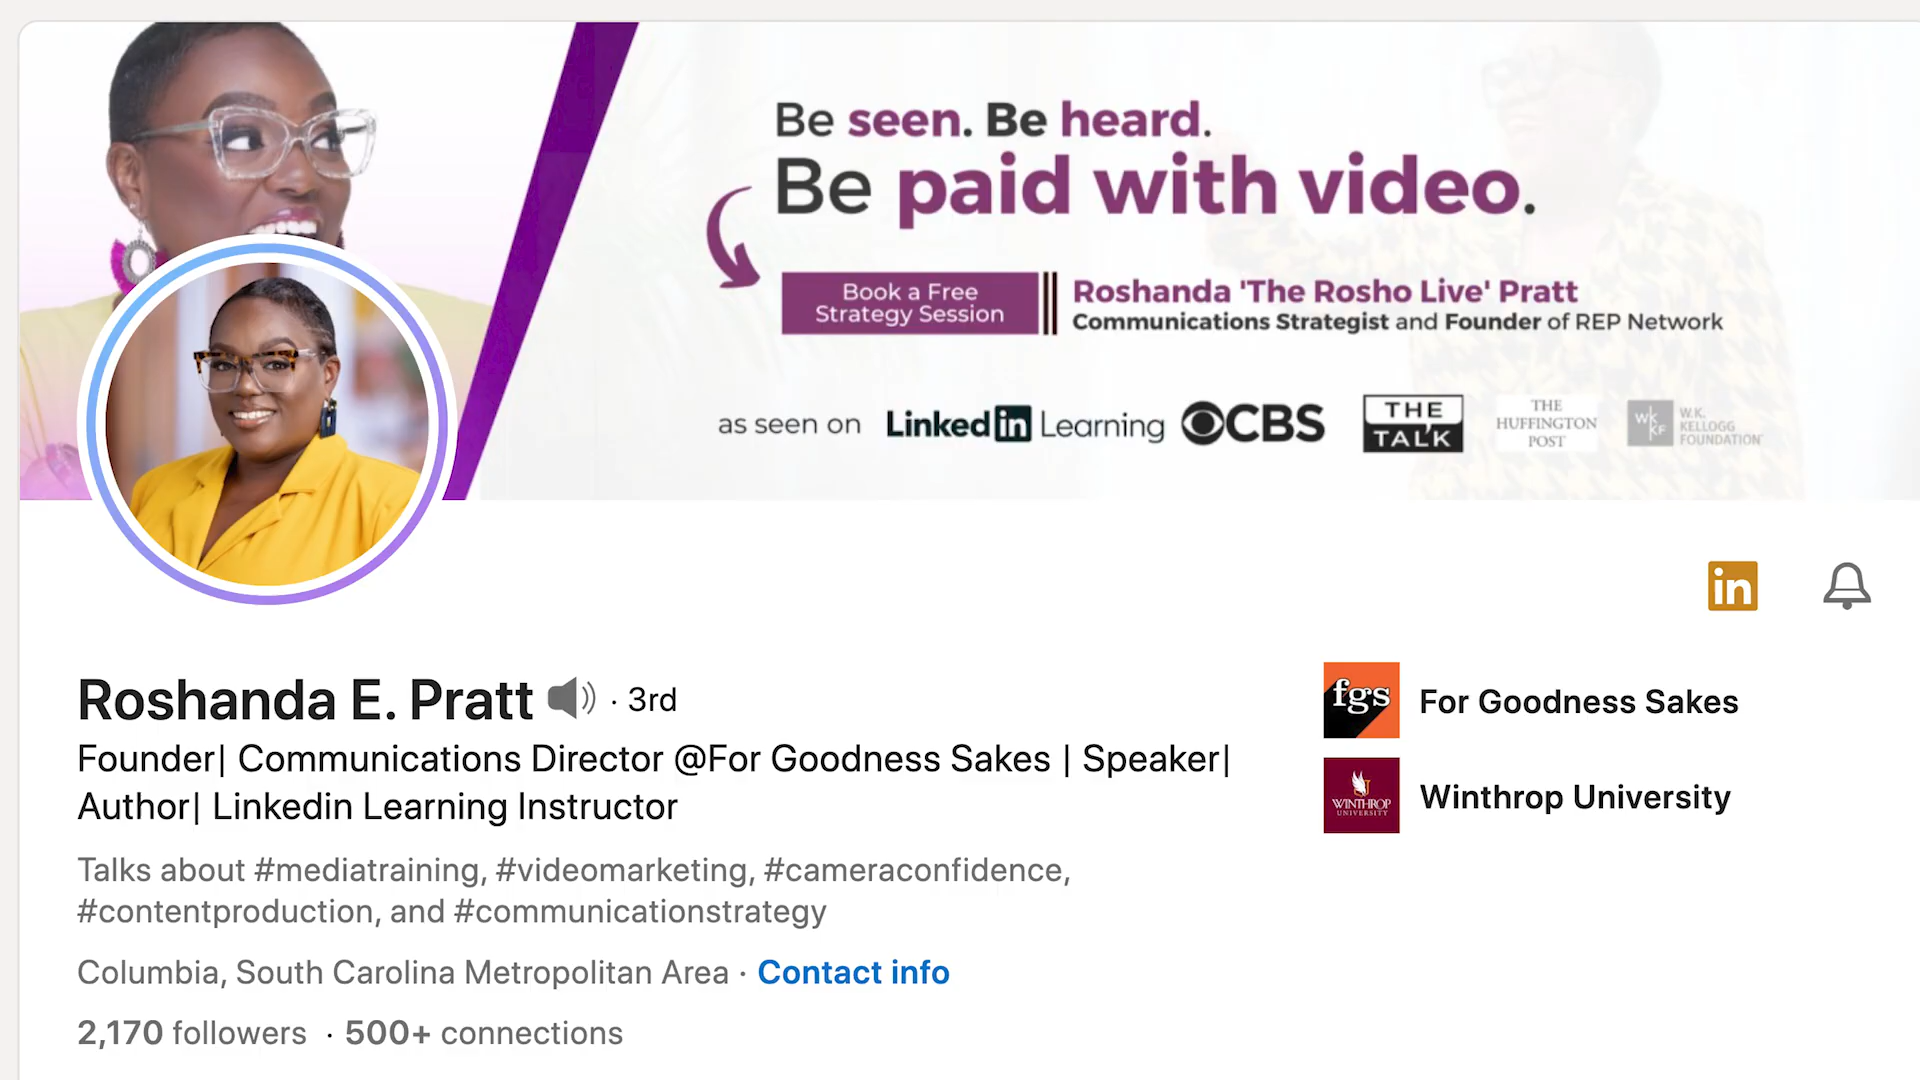 Be seen. Be heard.
Be paid with video.
Book a Free
Strategy Session
Roshanda 'The Rosho Live' Pratt
Communications Strategist and Founder of REP Network
as seen on
Linked in Learning
CBS
THE
TALK
THE
HUFFINGTON
POST
WKKF
W.K.
KELLOGG
FOUNDATION
in
Roshanda E. Pratt · 3rd
Founder| Communications Director @For Goodness Sakes | Speaker|
Author| Linkedin Learning Instructor
Talks about #mediatraining, #videomarketing, #cameraconfidence,
#contentproduction, and #communicationstrategy
Columbia, South Carolina Metropolitan Area · Contact info
2,170 followers · 500+ connections
fgs
For Goodness Sakes
WINTHROP
UNIVERSITY
Winthrop University